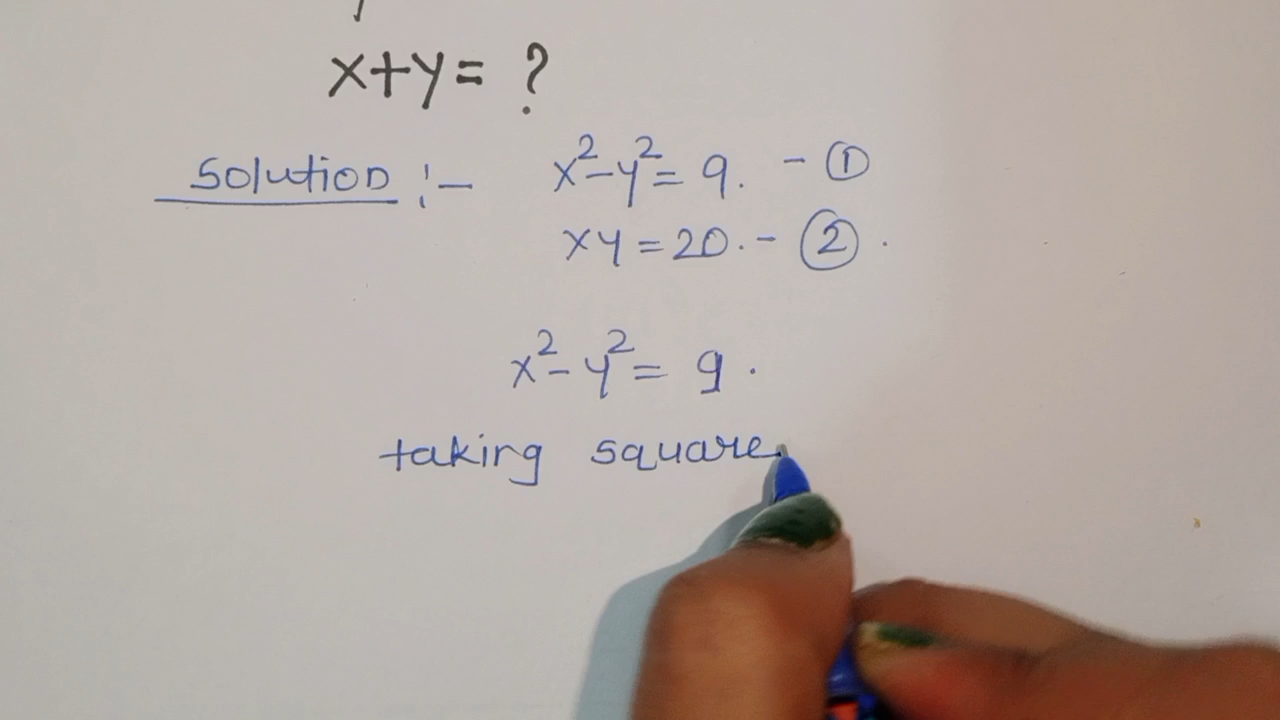 x+y= ?
Solution :- x²-y²= 9. - ①
xy = 20. - ② .
x²- y²= 9 .
taking square